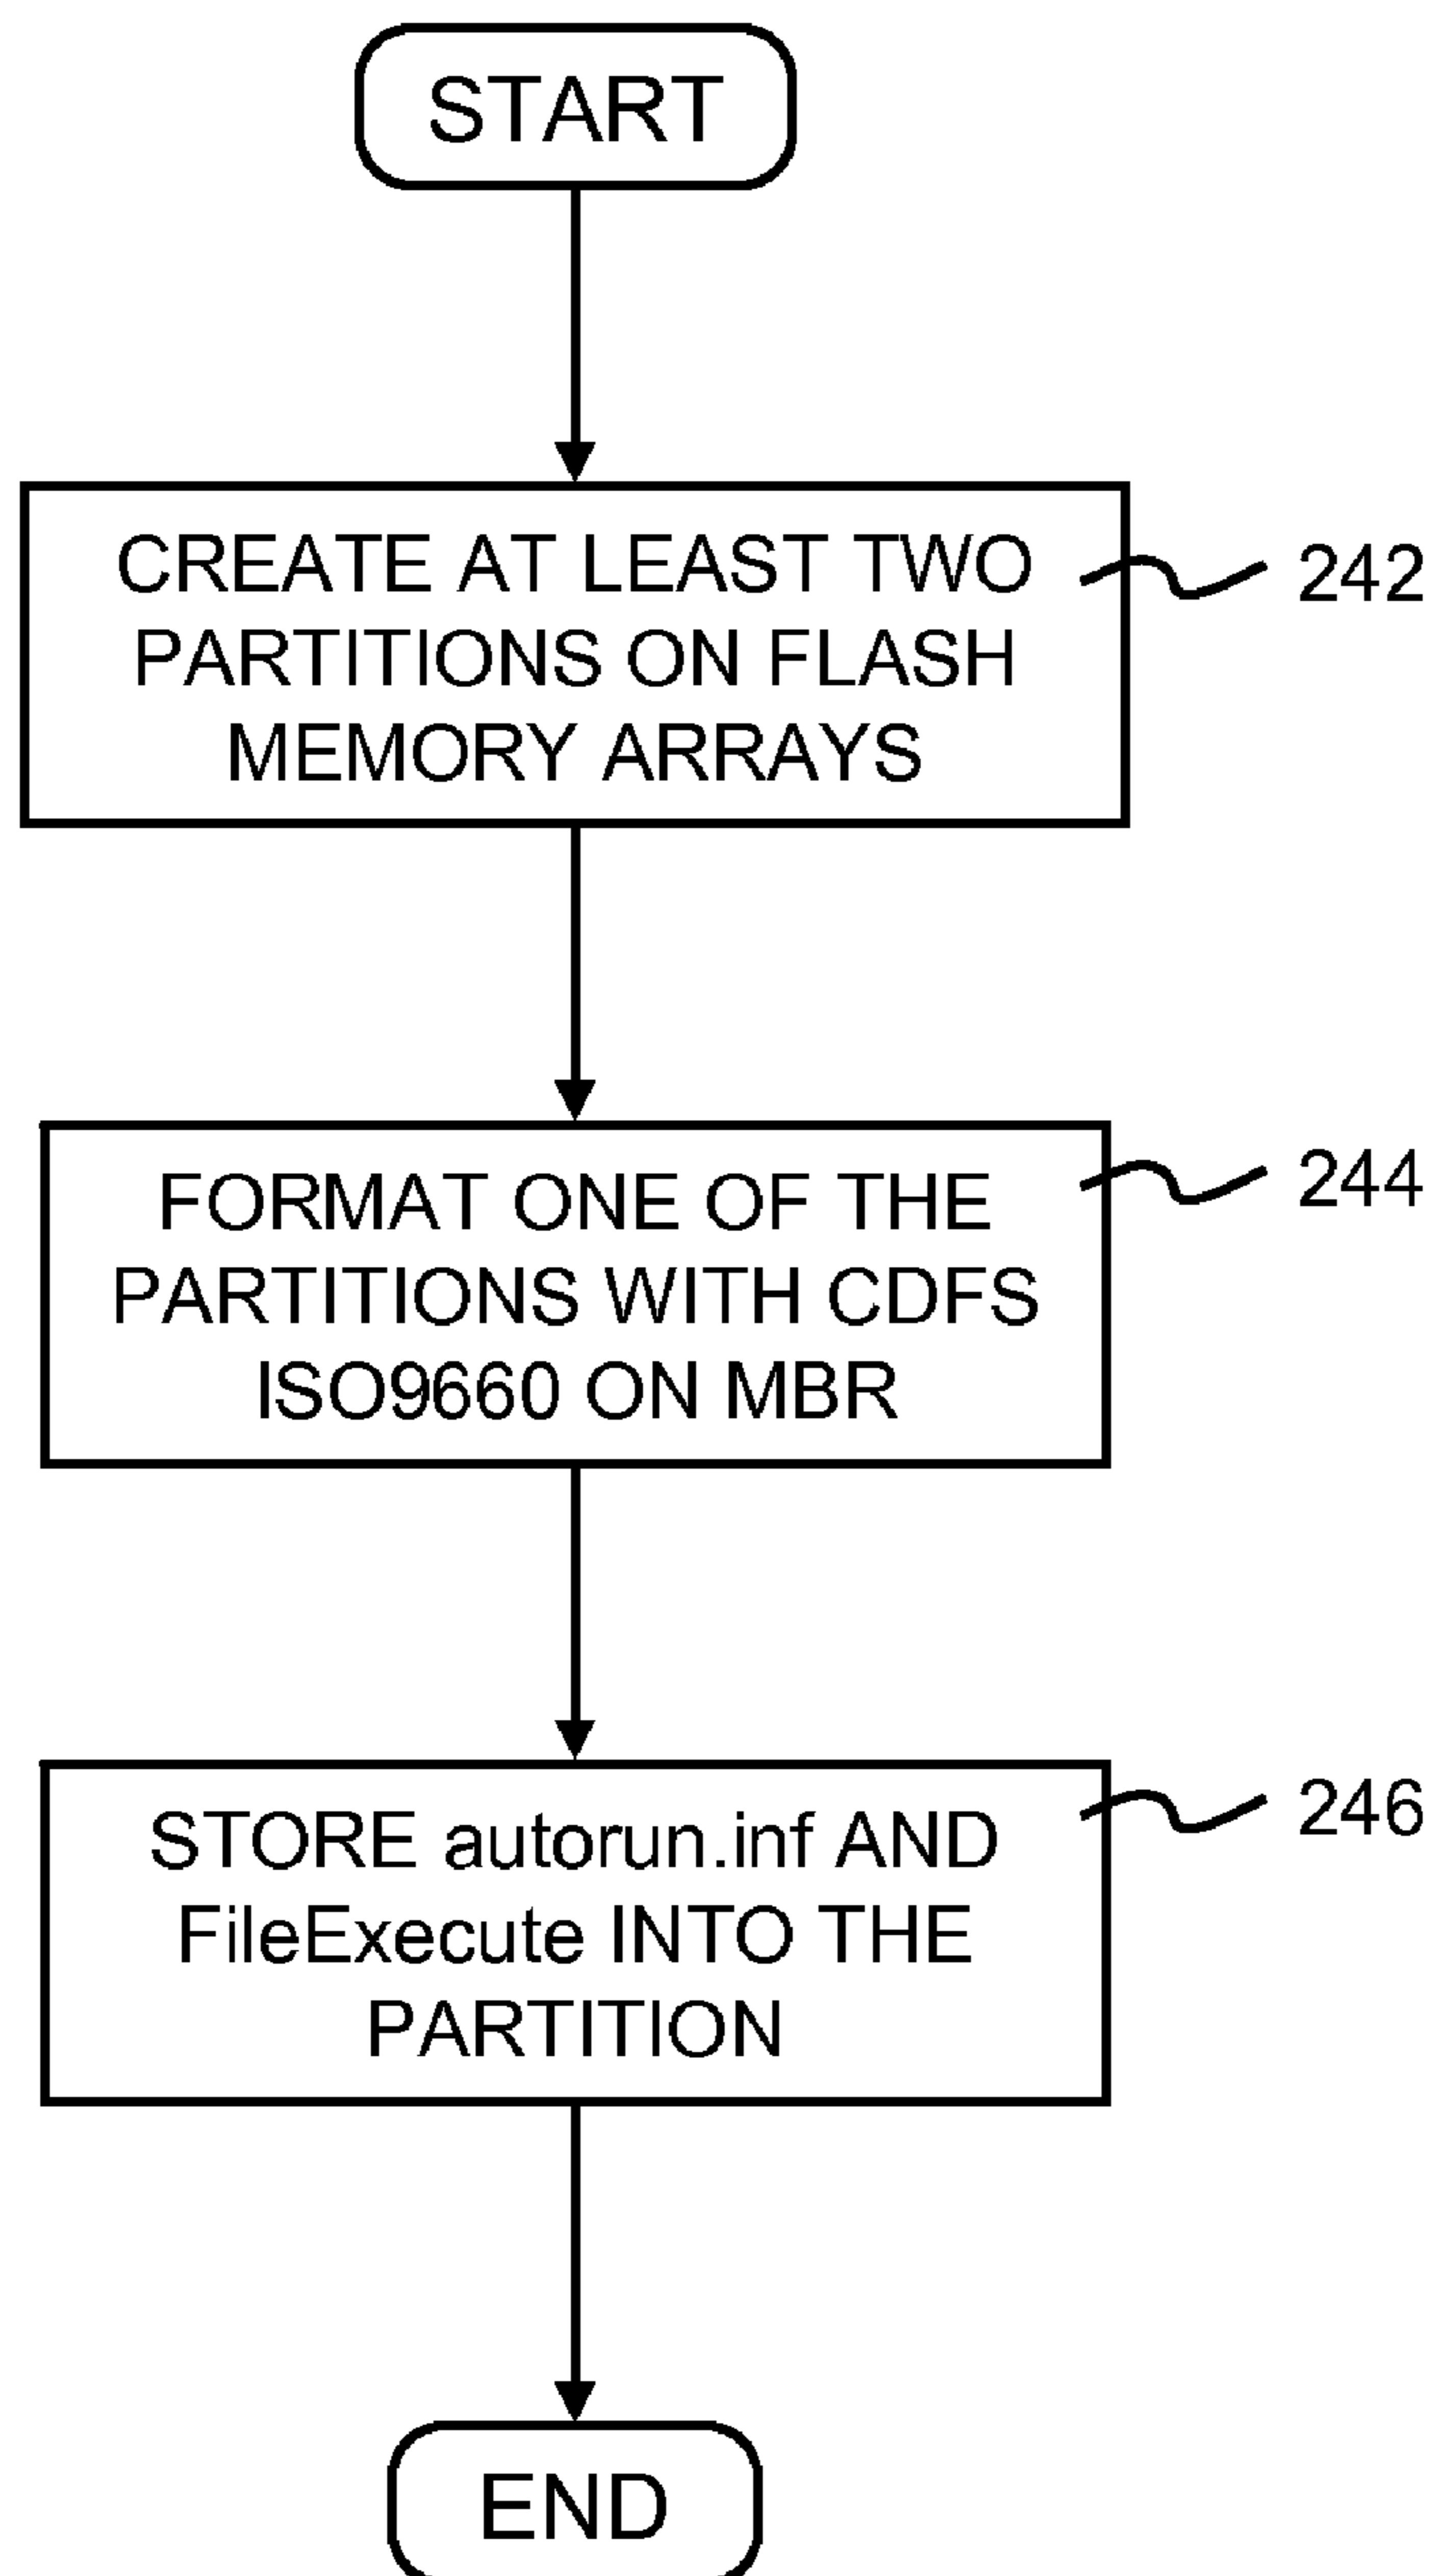 START
CREATE AT LEAST TWO
PARTITIONS ON FLASH
MEMORY ARRAYS
242
FORMAT ONE OF THE
PARTITIONS WITH CDFS
ISO9660 ON MBR
244
STORE autorun.inf AND
FileExecute INTO THE
PARTITION
246
END